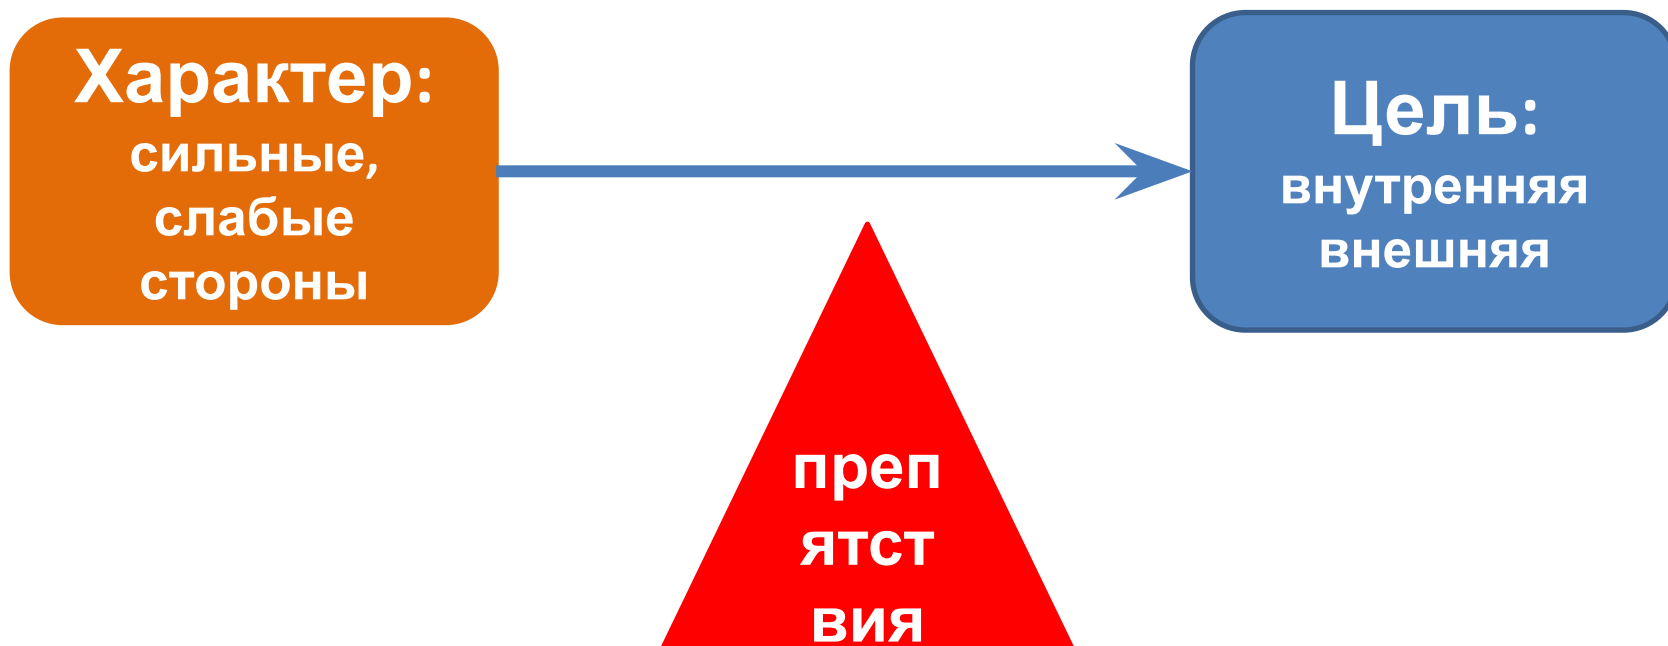 Характер:
сильные,
слабые
стороны
Цель:
внутренняя
внешняя
преп
ятст
вия